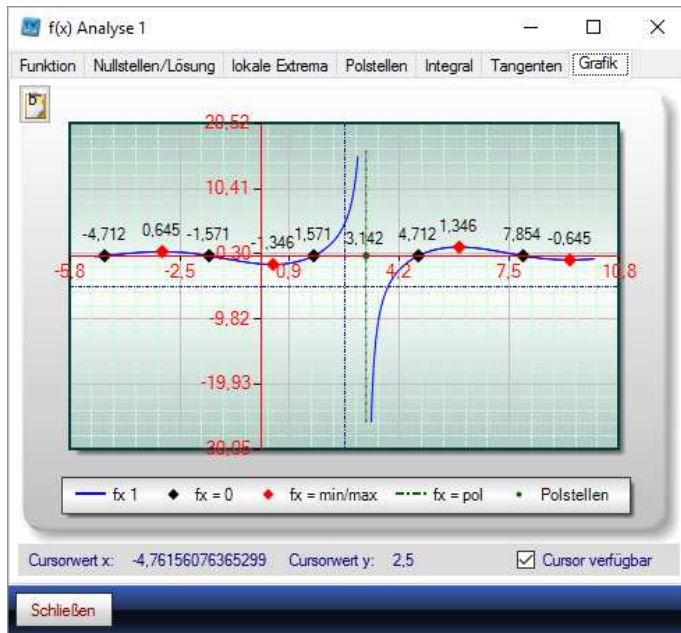 f(x) Analyse 1
Funktion Nullstellen/Lösung lokale Extrema Polstellen Integral Tangenten Grafik
20,52
10,41
-4,712 0,645 -1,571 -1,346 1,571 3,142 4,712 1,346 7,854 -0,645
0,30
-5,8 -2,5 0,9 4,2 7,5 10,8
-9,82
-19,93
-30,05
fx 1 fx = 0 fx = min/max fx = pol Polstellen
Cursorwert x: -4,76156076365299 Cursorwert y: 2,5 Cursor verfügbar
Schließen